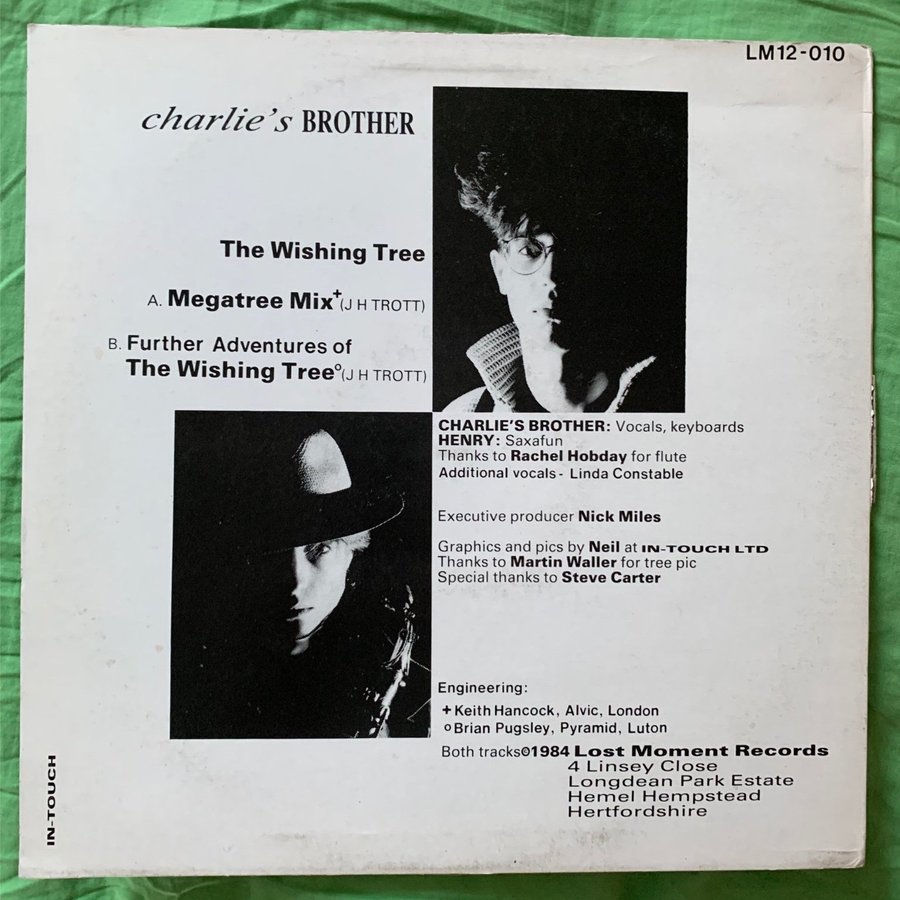 LM12-010
charlie's BROTHER
The Wishing Tree
A. Megatree Mix+(J H TROTT)
B. Further Adventures of
The Wishing Treeo(J H TROTT)
CHARLIE'S BROTHER: Vocals, keyboards
HENRY: Saxafun
Thanks to Rachel Hobday for flute
Additional vocals - Linda Constable
Executive producer Nick Miles
Graphics and pics by Neil at IN-TOUCH LTD
Thanks to Martin Waller for tree pic
Special thanks to Steve Carter
Engineering:
+ Keith Hancock, Alvic, London
o Brian Pugsley, Pyramid, Luton
Both tracks℗1984 Lost Moment Records
4 Linsey Close
Longdean Park Estate
Hemel Hempstead
Hertfordshire
IN-TOUCH